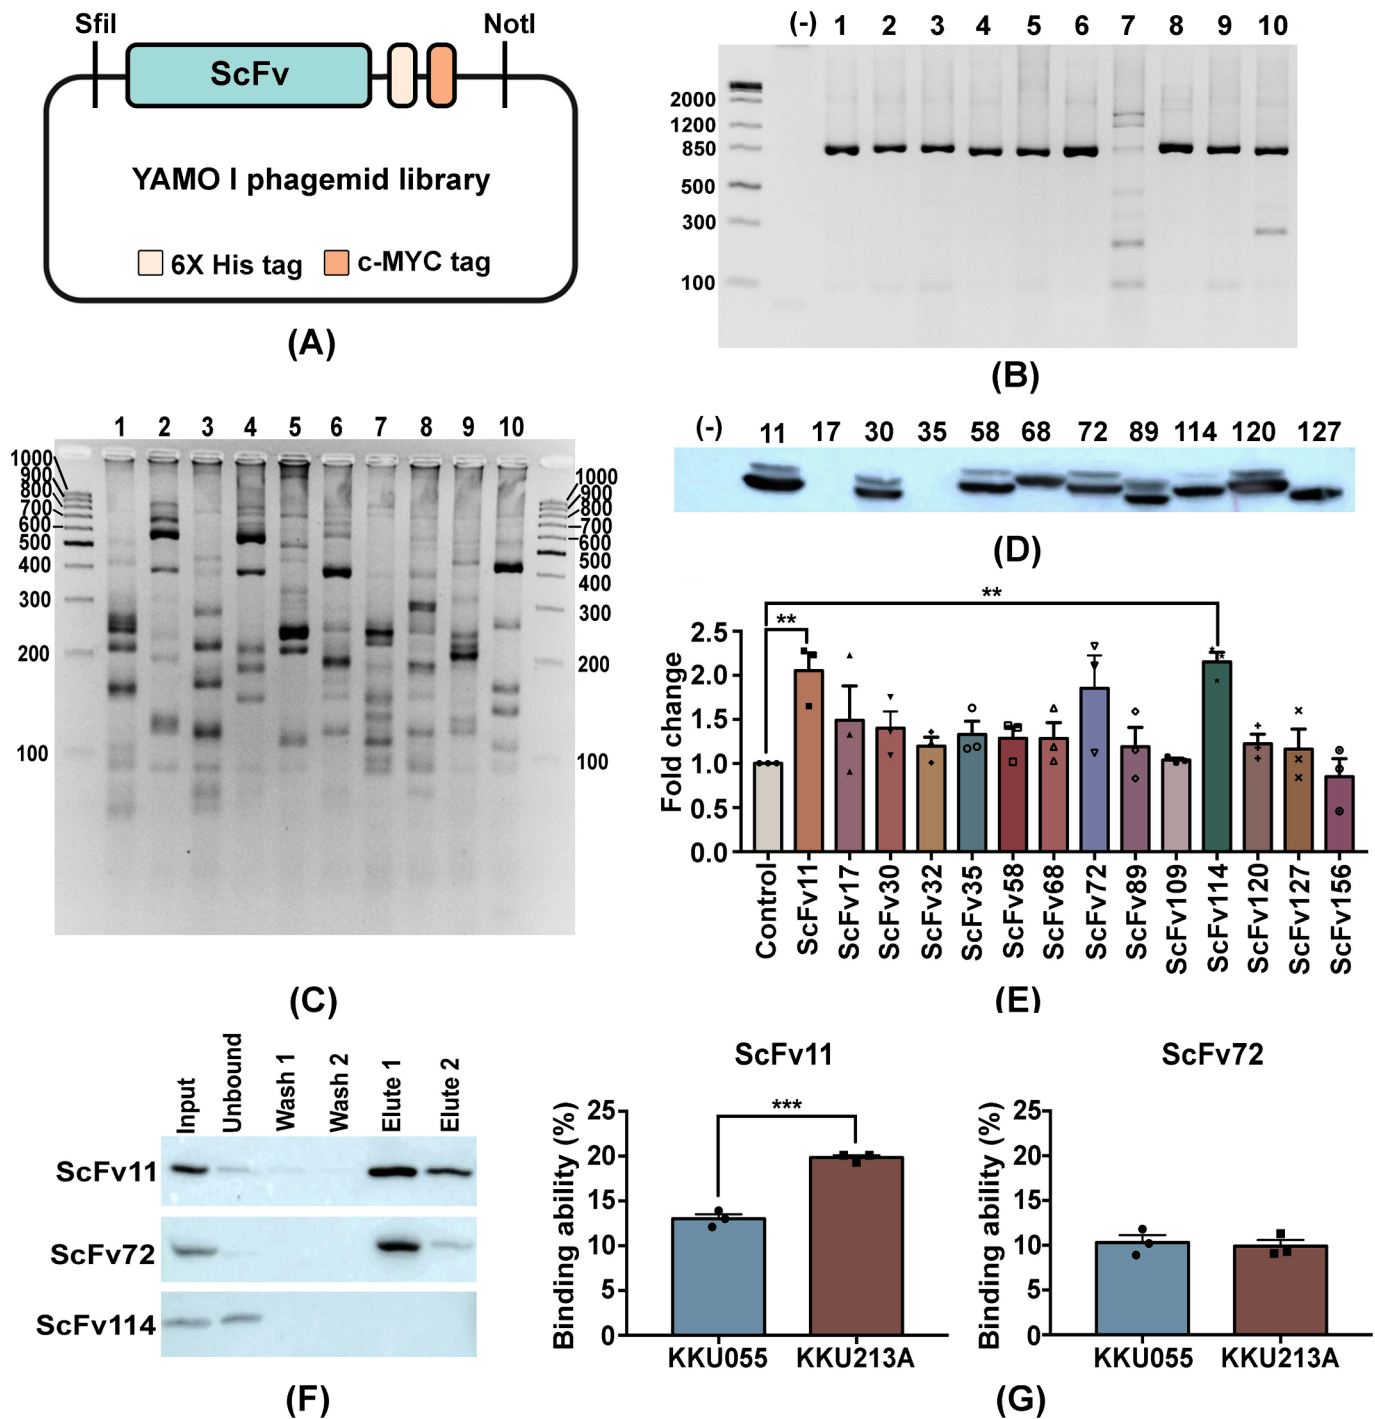 SfiI NotI
ScFv
YAMO I phagemid library
6X His tag c-MYC tag
(A)
(-) 1 2 3 4 5 6 7 8 9 10
2000
1200
850
500
300
100
(B)
1 2 3 4 5 6 7 8 9 10
1000
900
800
700
600
500
400
300
200
100
1000
900
800
700
600
500
400
300
200
100
(C)
(-) 11 17 30 35 58 68 72 89 114 120 127
(D)
** **
Fold change
2.5
2.0
1.5
1.0
0.5
0.0
Control
ScFv11
ScFv17
ScFv30
ScFv32
ScFv35
ScFv58
ScFv68
ScFv72
ScFv89
ScFv109
ScFv114
ScFv120
ScFv127
ScFv156
(E)
Input
Unbound
Wash 1
Wash 2
Elute 1
Elute 2
ScFv11
ScFv72
ScFv114
(F)
ScFv11
***
Binding ability (%)
25
20
15
10
5
0
KKU055 KKU213A
ScFv72
Binding ability (%)
25
20
15
10
5
0
KKU055 KKU213A
(G)